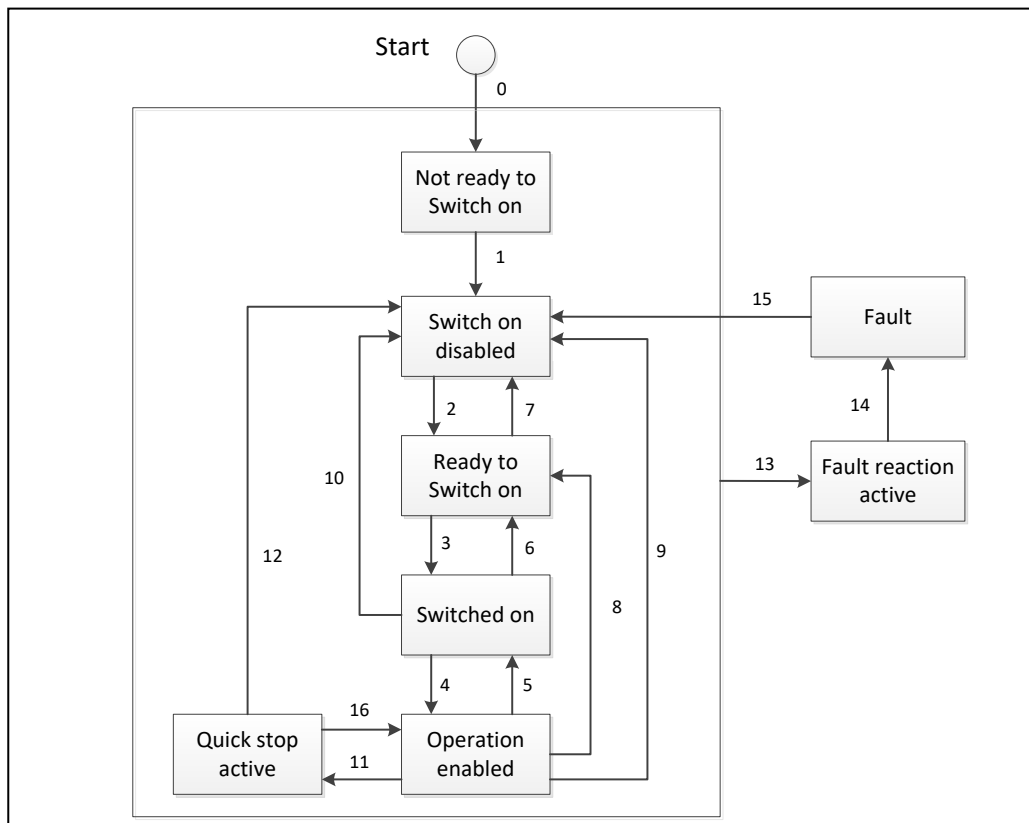 Start
0
Not ready to
Switch on
1
Switch on
disabled
15
Fault
2
7
14
10
Ready to
Switch on
13
Fault reaction
active
3
6
12
9
8
Switched on
4
5
16
Quick stop
active
11
Operation
enabled